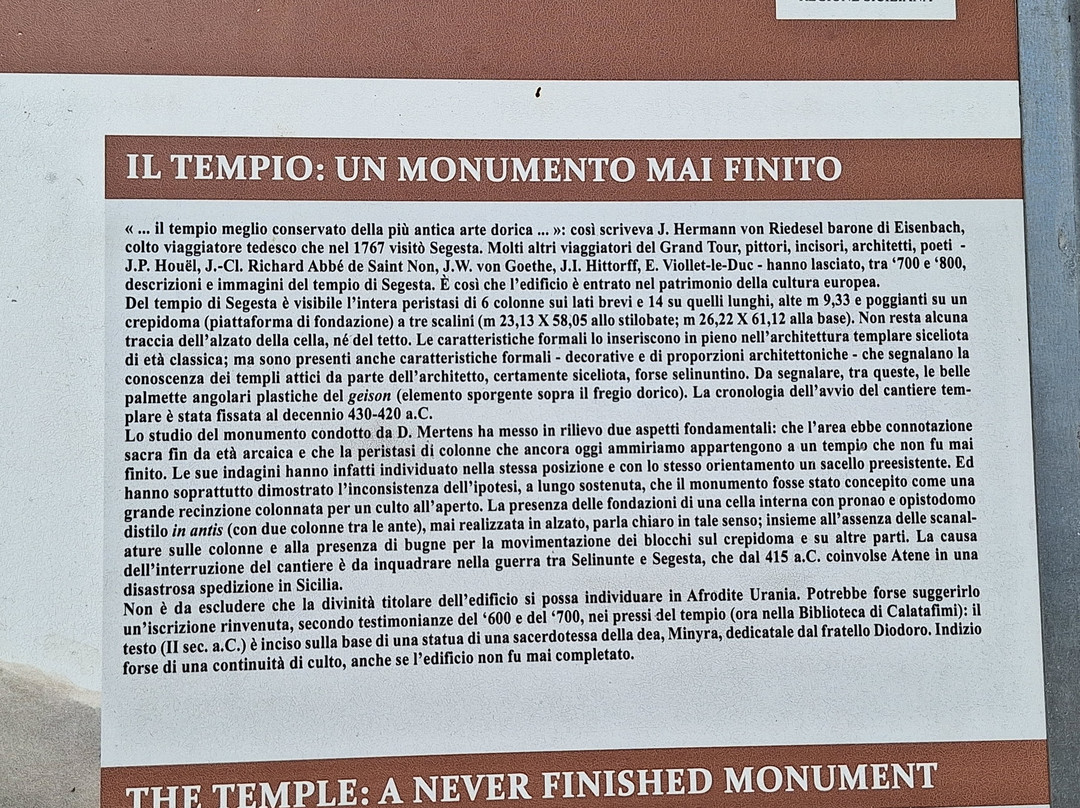 REGIONE SICILIANA
IL TEMPIO: UN MONUMENTO MAI FINITO
« ... il tempio meglio conservato della più antica arte dorica ... »: così scriveva J. Hermann von Riedesel barone di Eisenbach,
colto viaggiatore tedesco che nel 1767 visitò Segesta. Molti altri viaggiatori del Grand Tour, pittori, incisori, architetti, poeti -
J.P. Houël, J.-Cl. Richard Abbé de Saint Non, J.W. von Goethe, J.I. Hittorff, E. Viollet-le-Duc - hanno lasciato, tra ‘700 e ‘800,
descrizioni e immagini del tempio di Segesta. È così che l’edificio è entrato nel patrimonio della cultura europea.
Del tempio di Segesta è visibile l’intera peristasi di 6 colonne sui lati brevi e 14 su quelli lunghi, alte m 9,33 e poggianti su un
crepidoma (piattaforma di fondazione) a tre scalini (m 23,13 X 58,05 allo stilobate; m 26,22 X 61,12 alla base). Non resta alcuna
traccia dell’alzato della cella, né del tetto. Le caratteristiche formali lo inseriscono in pieno nell’architettura templare siceliota
di età classica; ma sono presenti anche caratteristiche formali - decorative e di proporzioni architettoniche - che segnalano la
conoscenza dei templi attici da parte dell’architetto, certamente siceliota, forse selinuntino. Da segnalare, tra queste, le belle
palmette angolari plastiche del geison (elemento sporgente sopra il fregio dorico). La cronologia dell’avvio del cantiere tem-
plare è stata fissata al decennio 430-420 a.C.
Lo studio del monumento condotto da D. Mertens ha messo in rilievo due aspetti fondamentali: che l’area ebbe connotazione
sacra fin da età arcaica e che la peristasi di colonne che ancora oggi ammiriamo appartengono a un tempio che non fu mai
finito. Le sue indagini hanno infatti individuato nella stessa posizione e con lo stesso orientamento un sacello preesistente. Ed
hanno soprattutto dimostrato l’inconsistenza dell’ipotesi, a lungo sostenuta, che il monumento fosse stato concepito come una
grande recinzione colonnata per un culto all’aperto. La presenza delle fondazioni di una cella interna con pronao e opistodomo
distilo in antis (con due colonne tra le ante), mai realizzata in alzato, parla chiaro in tale senso; insieme all’assenza delle scanal-
ature sulle colonne e alla presenza di bugne per la movimentazione dei blocchi sul crepidoma e su altre parti. La causa
dell’interruzione del cantiere è da inquadrare nella guerra tra Selinunte e Segesta, che dal 415 a.C. coinvolse Atene in una
disastrosa spedizione in Sicilia.
Non è da escludere che la divinità titolare dell’edificio si possa individuare in Afrodite Urania. Potrebbe forse suggerirlo
un’iscrizione rinvenuta, secondo testimonianze del ‘600 e del ‘700, nei pressi del tempio (ora nella Biblioteca di Calatafimi): il
testo (II sec. a.C.) è inciso sulla base di una statua di una sacerdotessa della dea, Minyra, dedicatale dal fratello Diodoro. Indizio
forse di una continuità di culto, anche se l’edificio non fu mai completato.
THE TEMPLE: A NEVER FINISHED MONUMENT